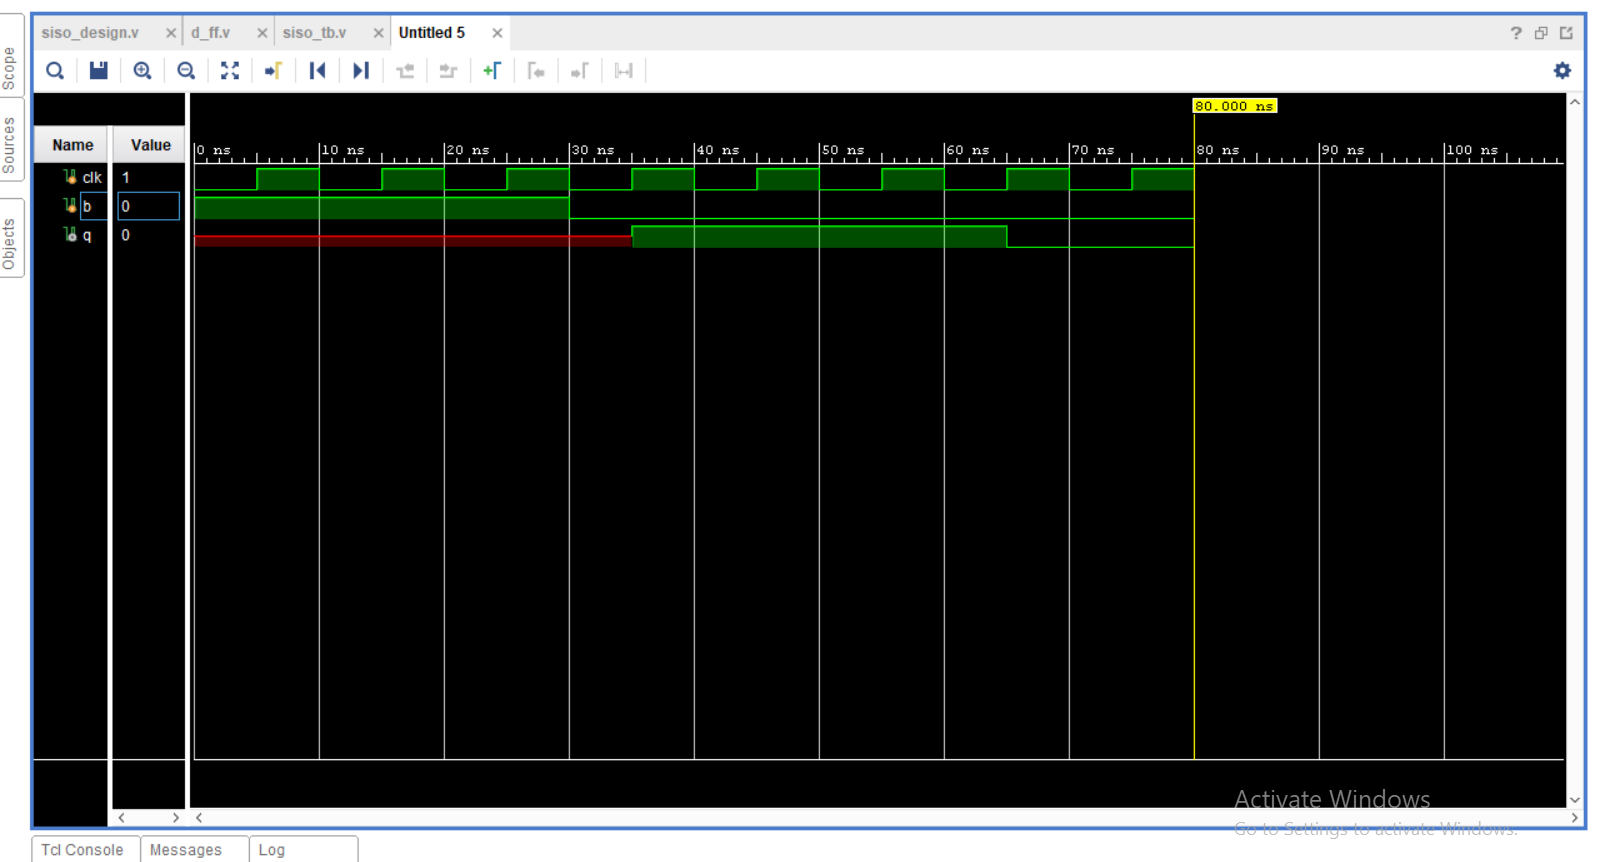 siso_design.v × d_ff.v × siso_tb.v × Untitled 5 ×
?
Scope
Sources
Objects
80.000 ns
Name Value
0 ns 10 ns 20 ns 30 ns 40 ns 50 ns 60 ns 70 ns 80 ns 90 ns 100 ns
clk 1
b 0
q 0
Activate Windows
Go to Settings to activate Windows.
Tcl Console Messages Log